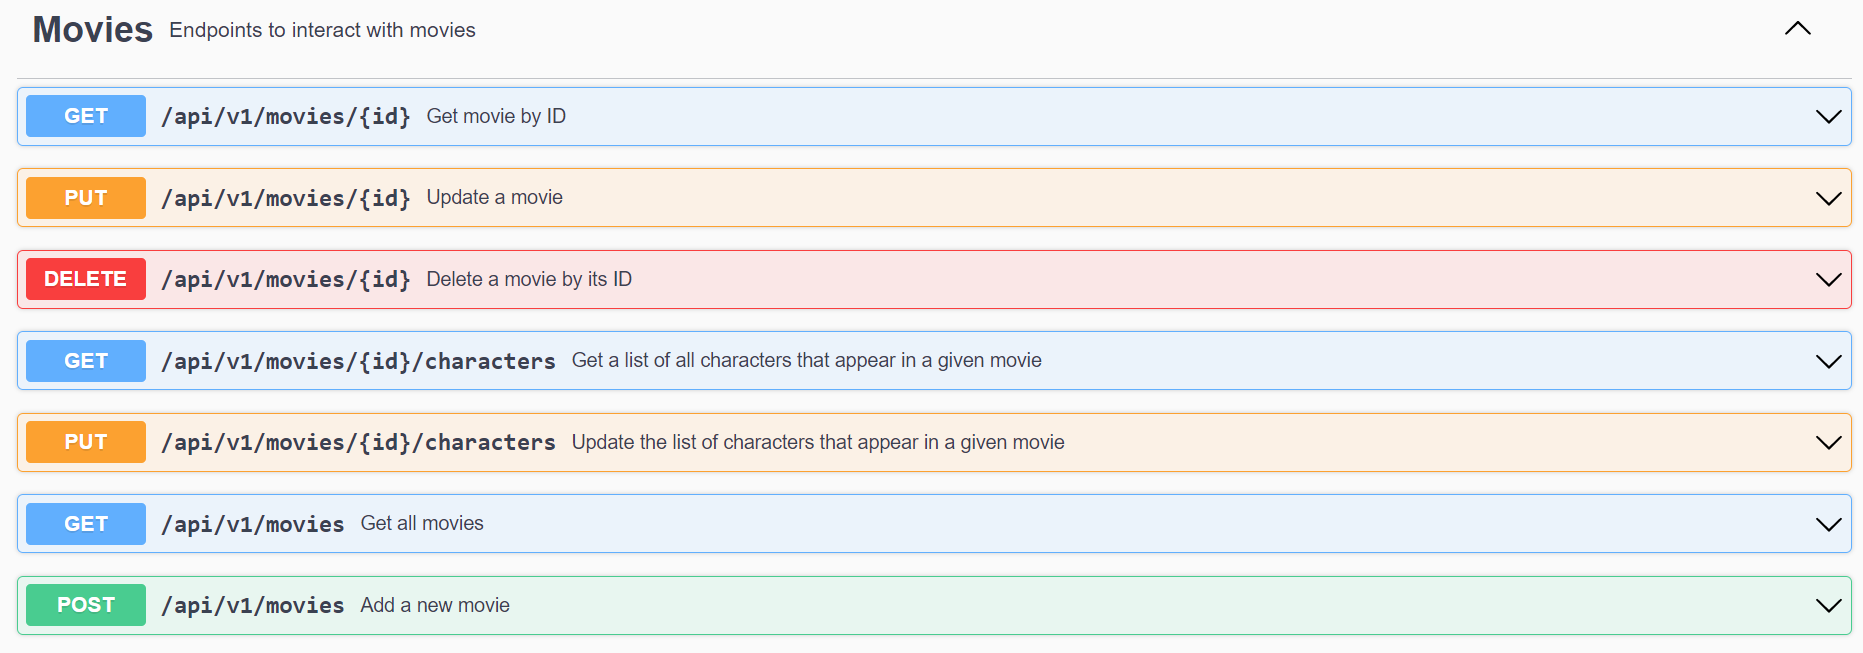 Movies Endpoints to interact with movies
GET /api/v1/movies/{id} Get movie by ID
PUT /api/v1/movies/{id} Update a movie
DELETE /api/v1/movies/{id} Delete a movie by its ID
GET /api/v1/movies/{id}/characters Get a list of all characters that appear in a given movie
PUT /api/v1/movies/{id}/characters Update the list of characters that appear in a given movie
GET /api/v1/movies Get all movies
POST /api/v1/movies Add a new movie